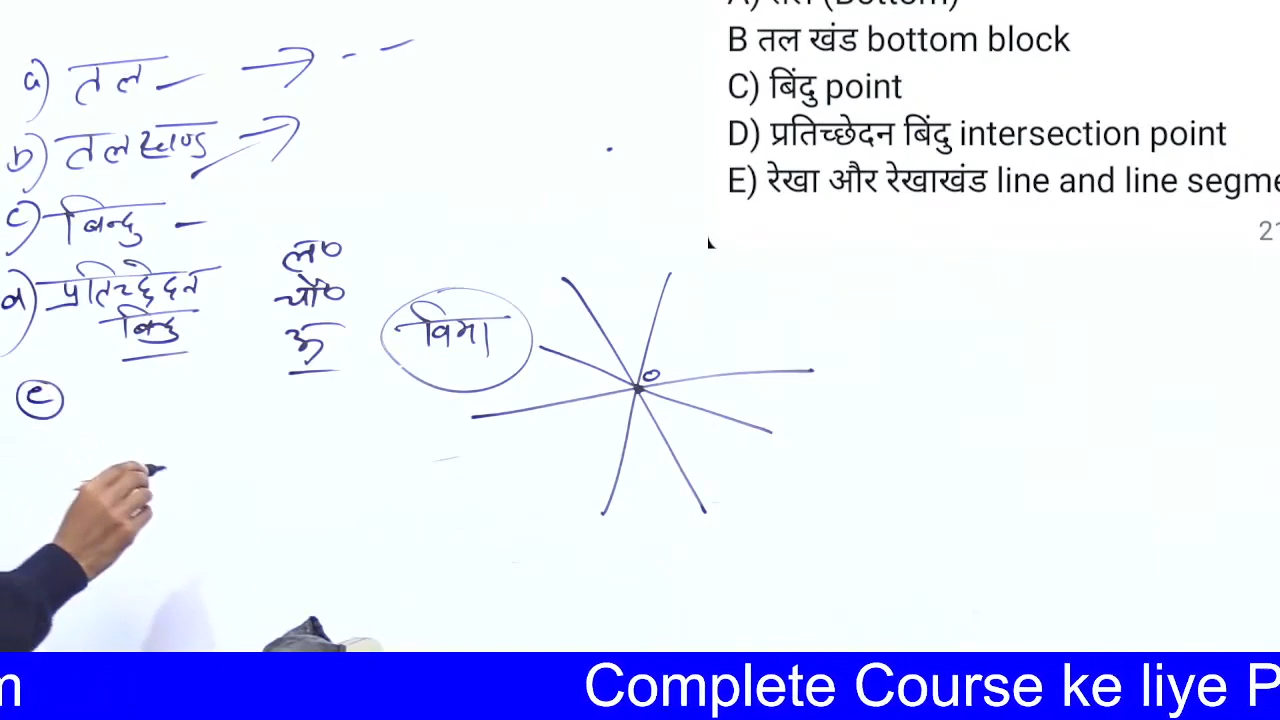 a) तल
b) तलखण्ड
c) बिन्दु
d) प्रतिच्छेदन
बिन्दु
e
ल०
चौ०
ऊ
विमा
O
B तल खंड bottom block
C) बिंदु point
D) प्रतिच्छेदन बिंदु intersection point
E) रेखा और रेखाखंड line and line segme
21
m
Complete Course ke liye P